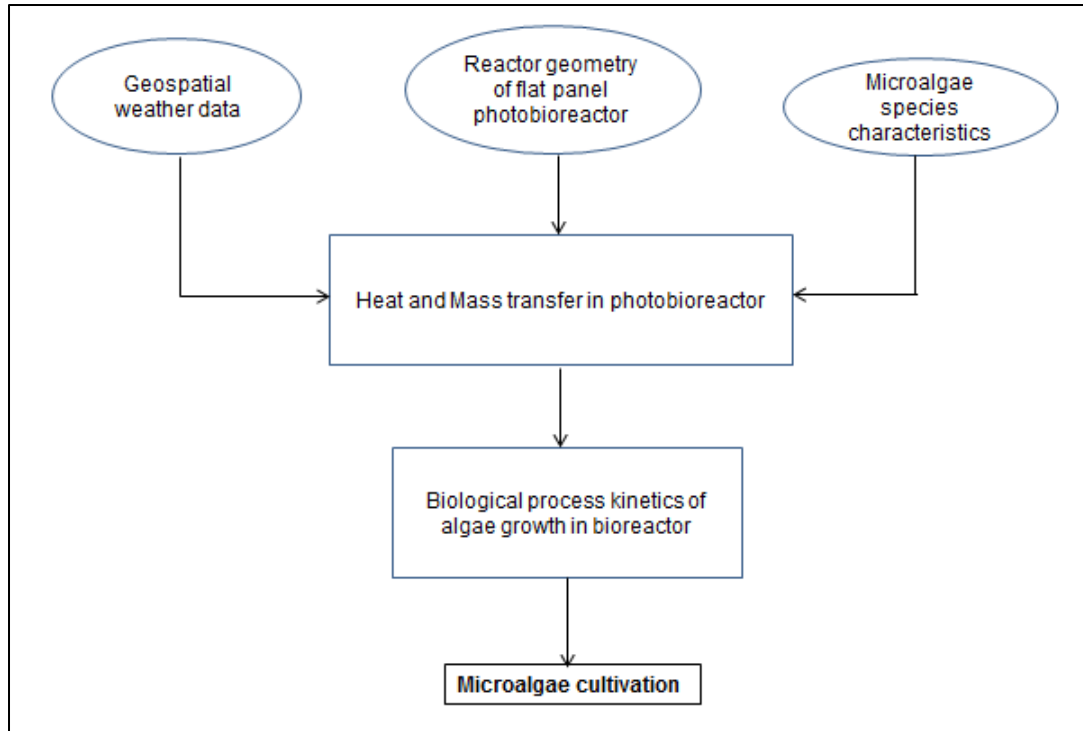 Geospatial
weather data
Reactor geometry
of flat panel
photobioreactor
Microalgae
species
characteristics
Heat and Mass transfer in photobioreactor
Biological process kinetics of
algae growth in bioreactor
Microalgae cultivation